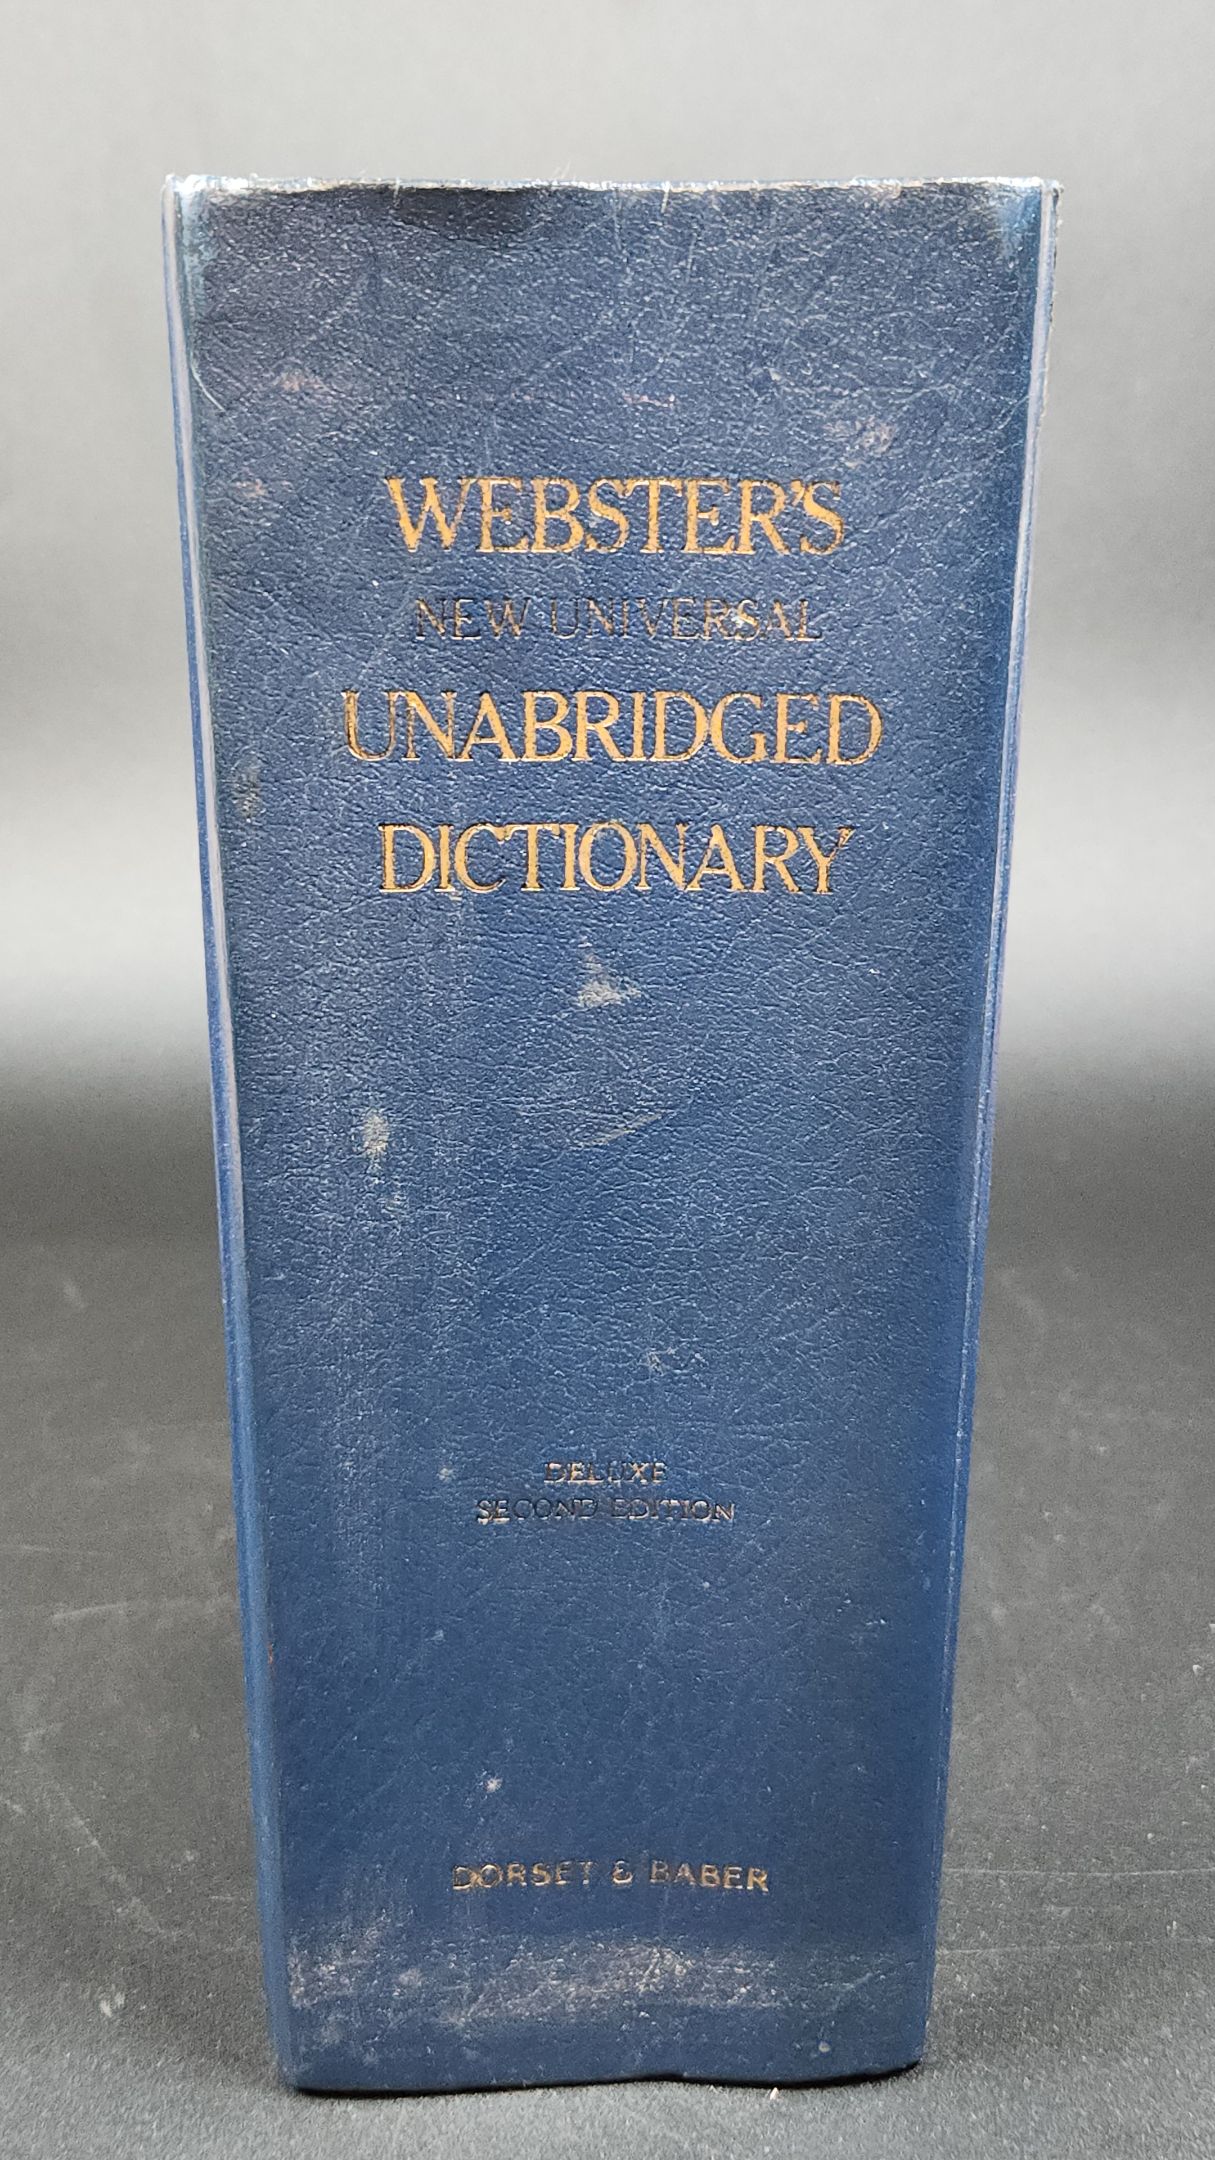 WEBSTER'S
NEW UNIVERSAL
UNABRIDGED
DICTIONARY
DELUXE
SECOND EDITION
DORSET & BABER